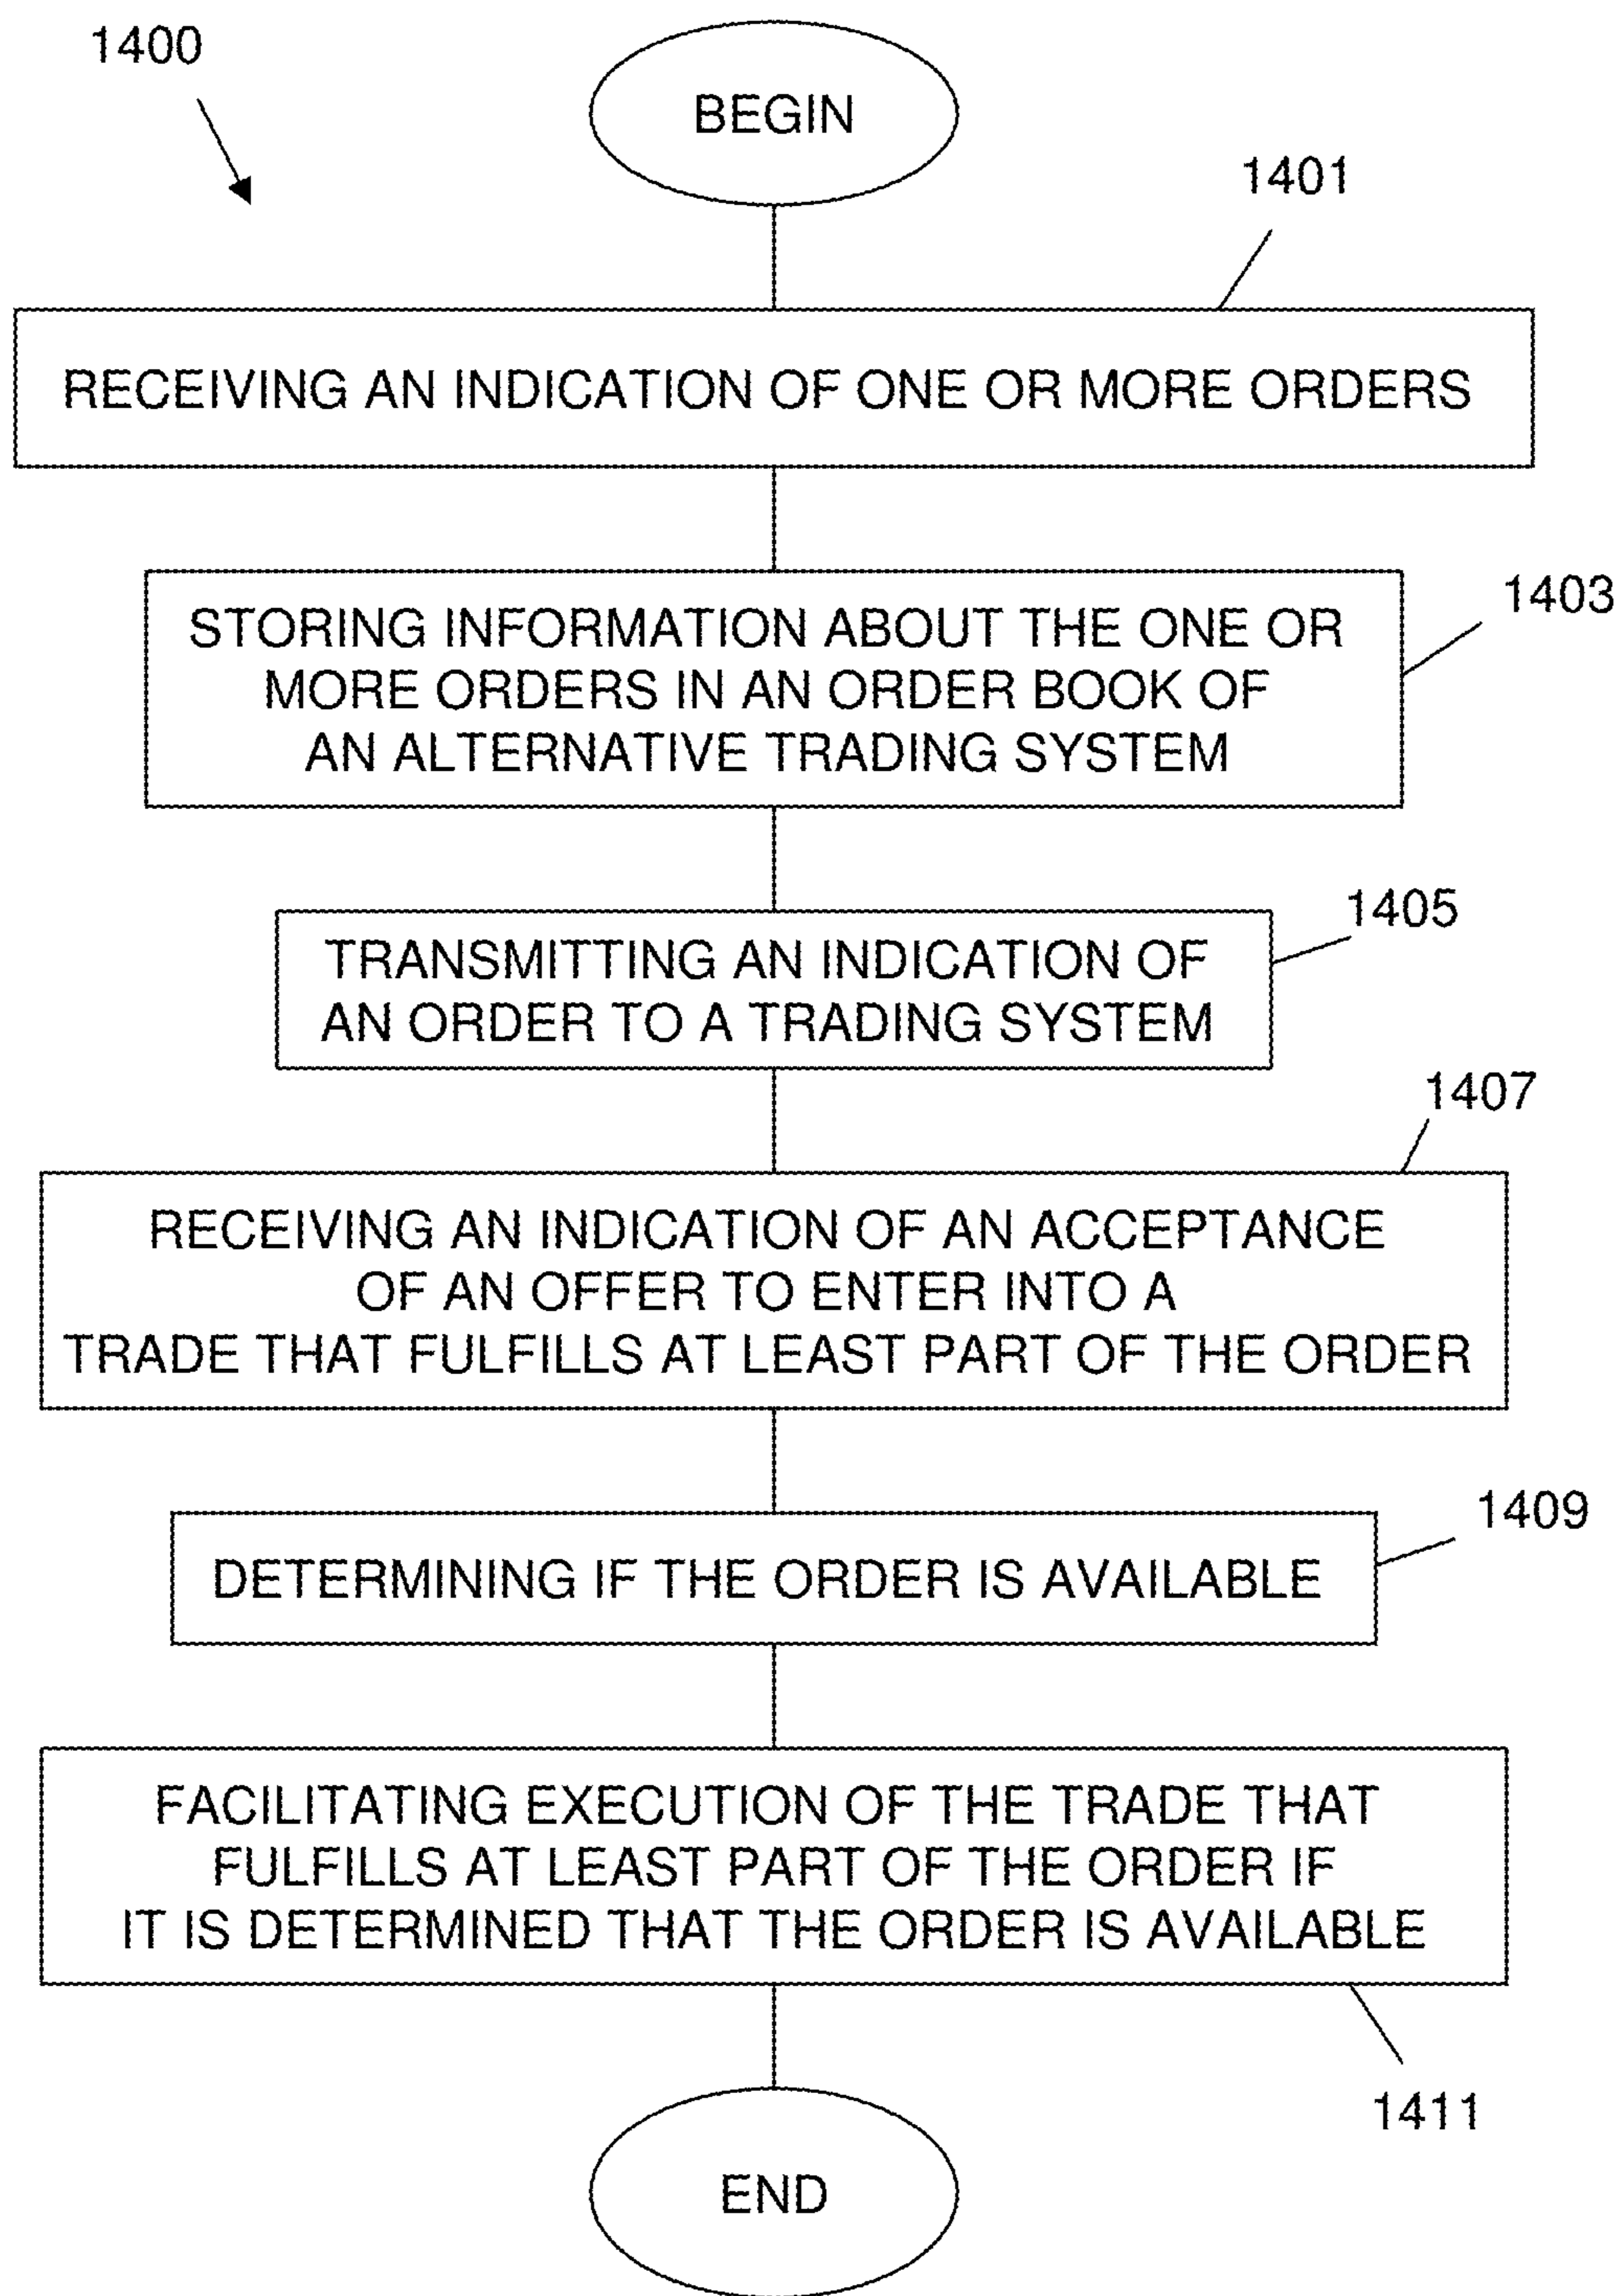 1400
BEGIN
1401
RECEIVING AN INDICATION OF ONE OR MORE ORDERS
1403
STORING INFORMATION ABOUT THE ONE OR
MORE ORDERS IN AN ORDER BOOK OF
AN ALTERNATIVE TRADING SYSTEM
1405
TRANSMITTING AN INDICATION OF
AN ORDER TO A TRADING SYSTEM
1407
RECEIVING AN INDICATION OF AN ACCEPTANCE
OF AN OFFER TO ENTER INTO A
TRADE THAT FULFILLS AT LEAST PART OF THE ORDER
1409
DETERMINING IF THE ORDER IS AVAILABLE
FACILITATING EXECUTION OF THE TRADE THAT
FULFILLS AT LEAST PART OF THE ORDER IF
IT IS DETERMINED THAT THE ORDER IS AVAILABLE
1411
END